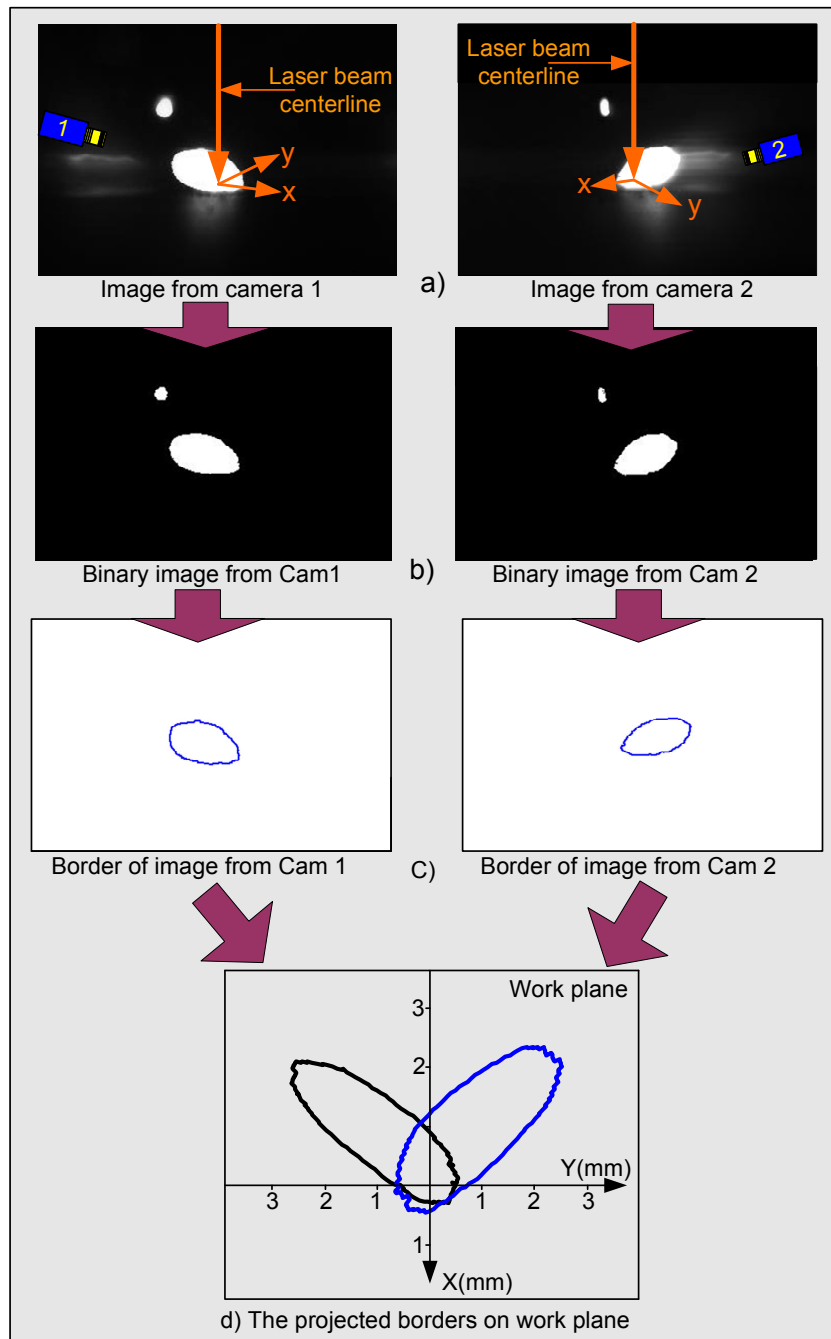 Laser beam
centerline
1
y
x
Laser beam
centerline
2
x
y
Image from camera 1
a)
Image from camera 2
Binary image from Cam1
b)
Binary image from Cam 2
Border of image from Cam 1
C)
Border of image from Cam 2
Work plane
3
2
Y(mm)
3 2 1 1 2 3
1
X(mm)
d) The projected borders on work plane